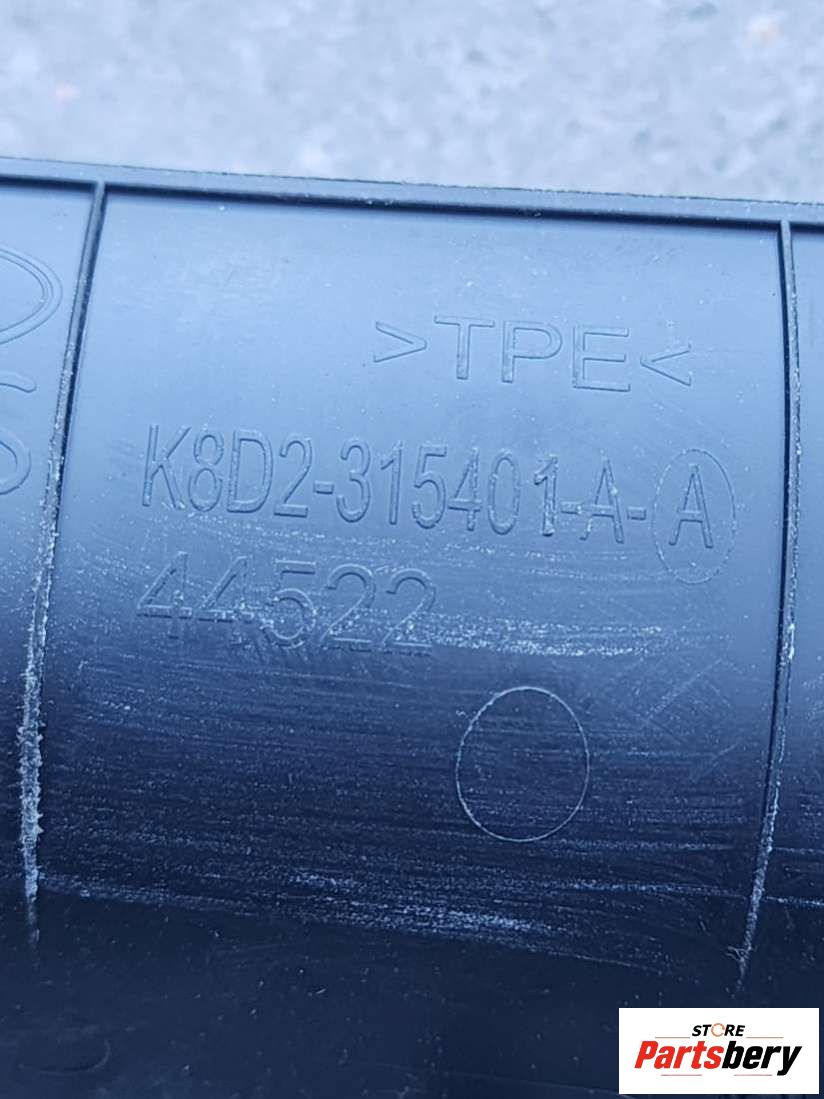 >TPE<
K8D2-315401-A-A
44522
S
STORE
Partsbery